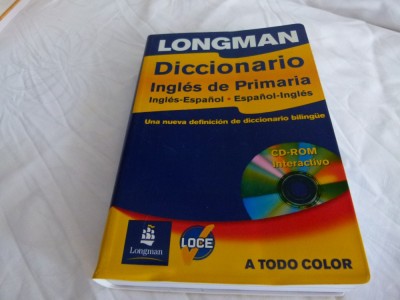 LONGMAN
Diccionario
Inglés de Primaria
Inglés-Español • Español-Inglés
Una nueva definición de diccionario bilingüe
CD-ROM
Interactivo
Longman
LOCE
A TODO COLOR